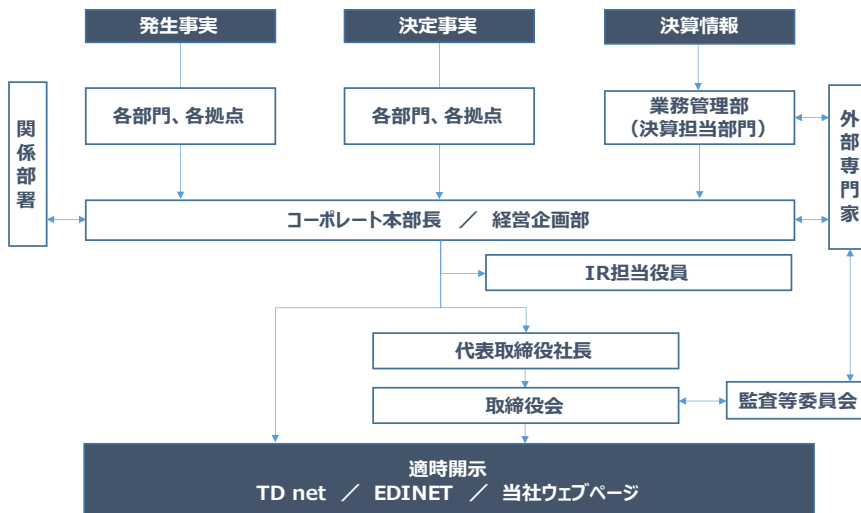 発生事実
決定事実
決算情報
関係部署
各部門、各拠点
各部門、各拠点
業務管理部
（決算担当部門）
外部専門家
コーポレート本部長　／　経営企画部
IR担当役員
代表取締役社長
取締役会
監査等委員会
適時開示
TD net　／　EDINET　／　当社ウェブページ